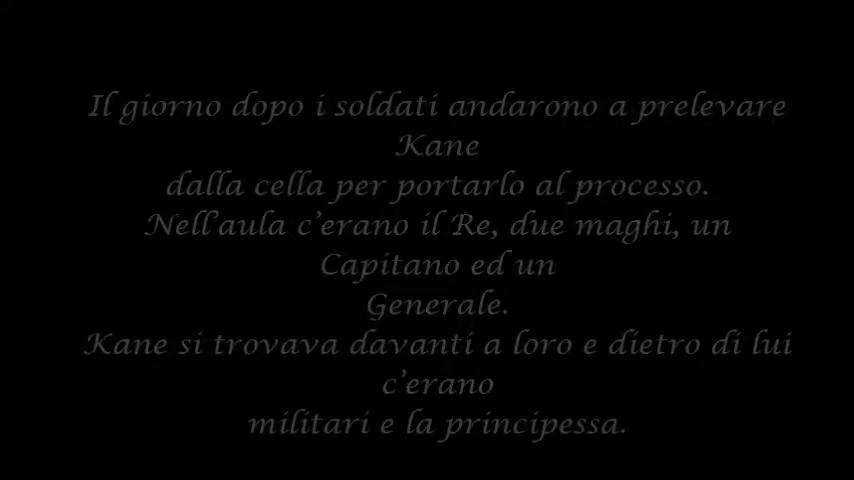 Il giorno dopo i soldati andarono a prelevare
Kane
dalla cella per portarlo al processo.
Nell'aula c'erano il Re, due maghi, un
Capitano ed un
Generale.
Kane si trovava davanti a loro e dietro di lui
c'erano
militari e la principessa.